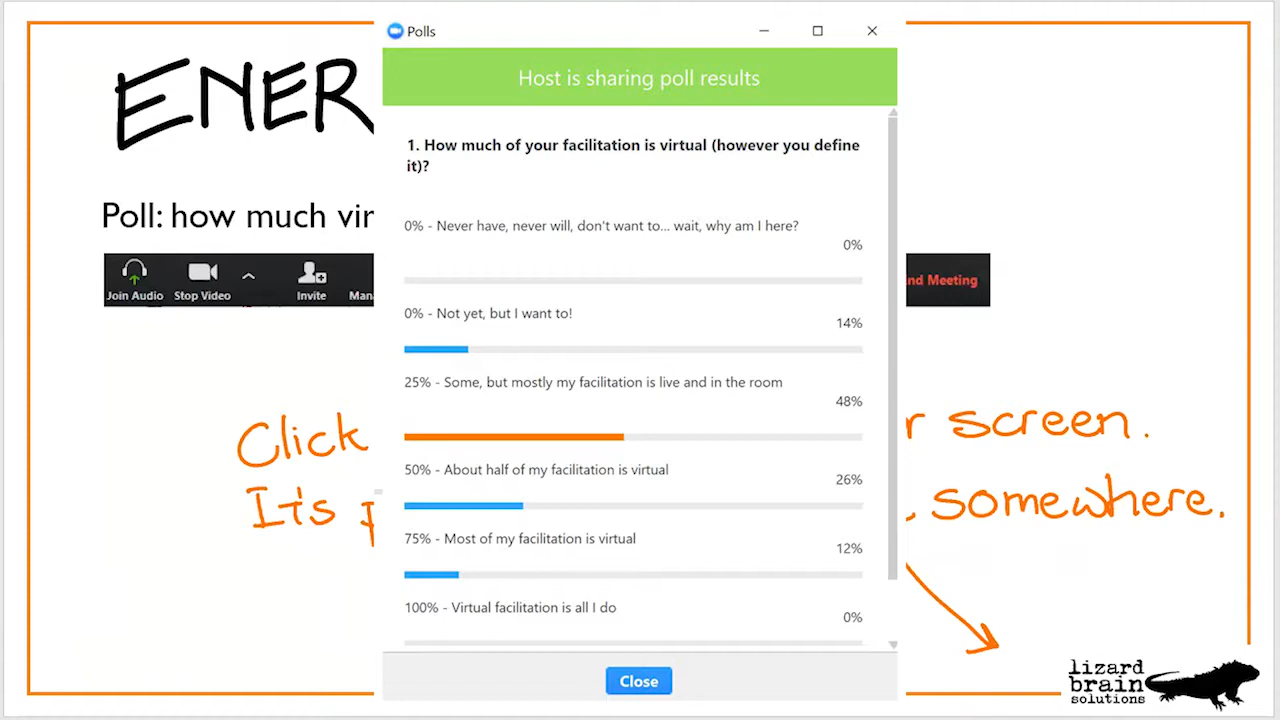 Polls
Host is sharing poll results
ENER
1. How much of your facilitation is virtual (however you define
it)?
Poll: how much vir
0% - Never have, never will, don't want to... wait, why am I here?
0%
Join Audio Stop Video Invite Mana nd Meeting
0% - Not yet, but I want to!
14%
25% - Some, but mostly my facilitation is live and in the room
48%
Click r screen.
50% - About half of my facilitation is virtual
26%
It's p , somewhere.
75% - Most of my facilitation is virtual
12%
100% - Virtual facilitation is all I do
0%
Close
lizard
brain
solutions